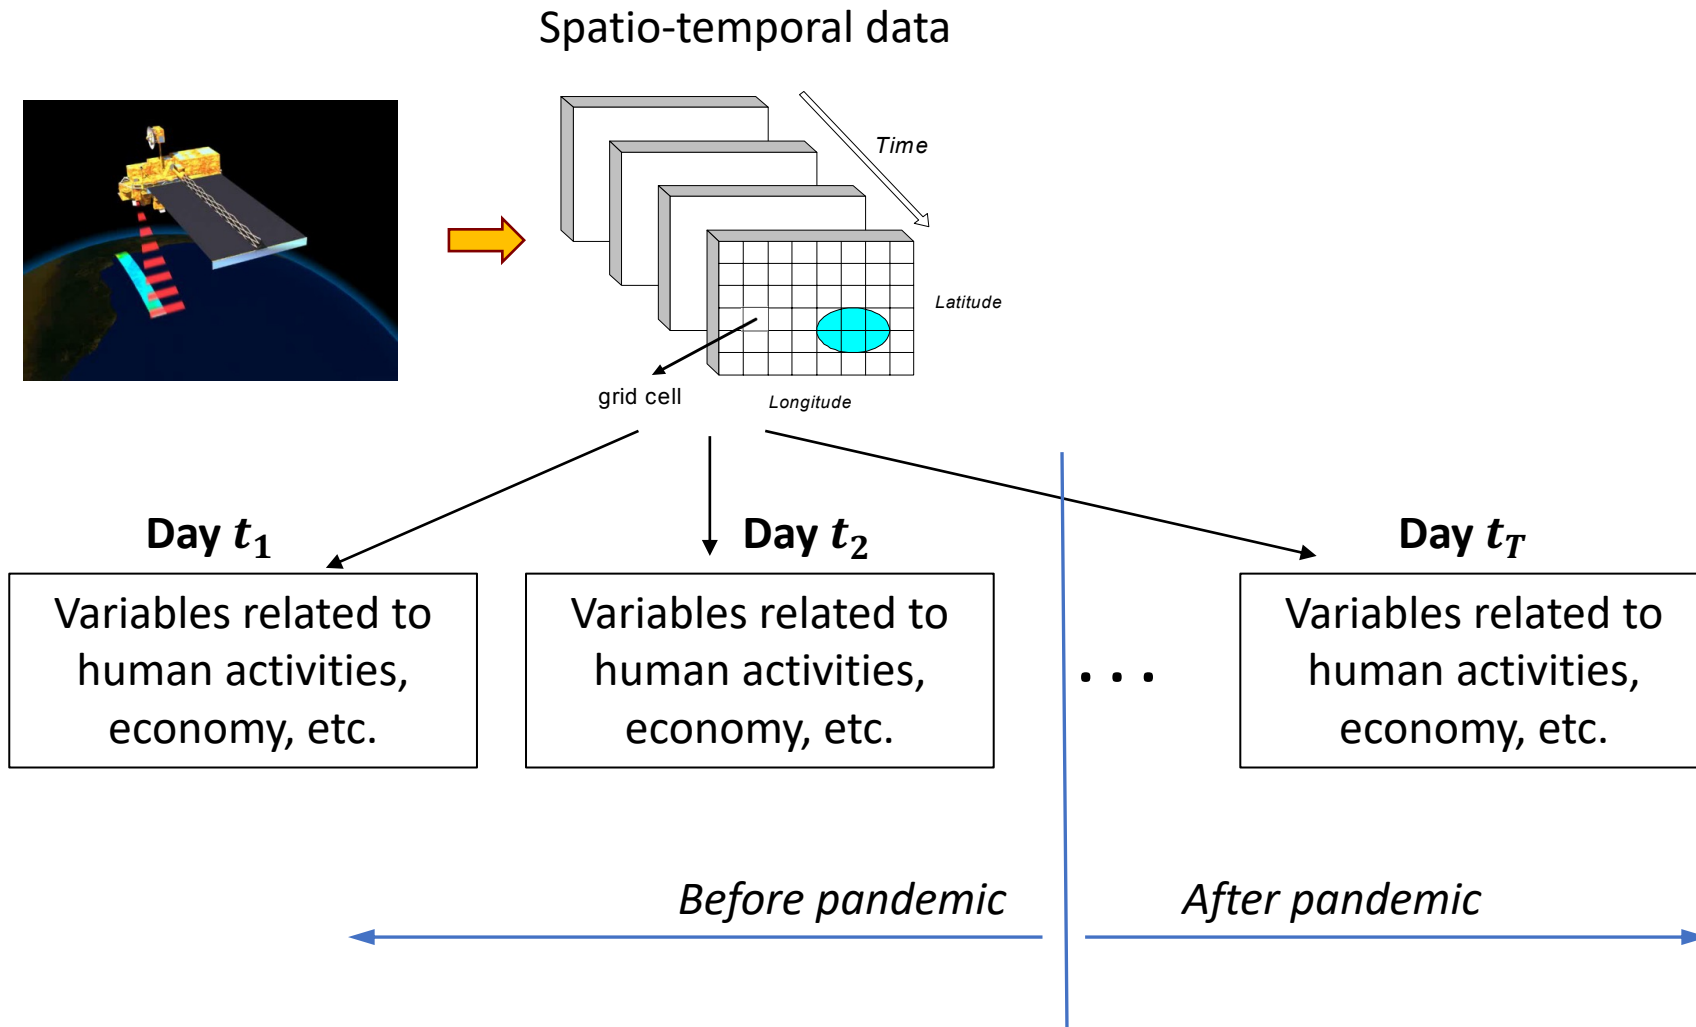 Spatio-temporal data
Time
Latitude
grid cell
Longitude
Day t₁
Day t₂
Day t_T
Variables related to
human activities,
economy, etc.
Variables related to
human activities,
economy, etc.
. . .
Variables related to
human activities,
economy, etc.
Before pandemic
After pandemic